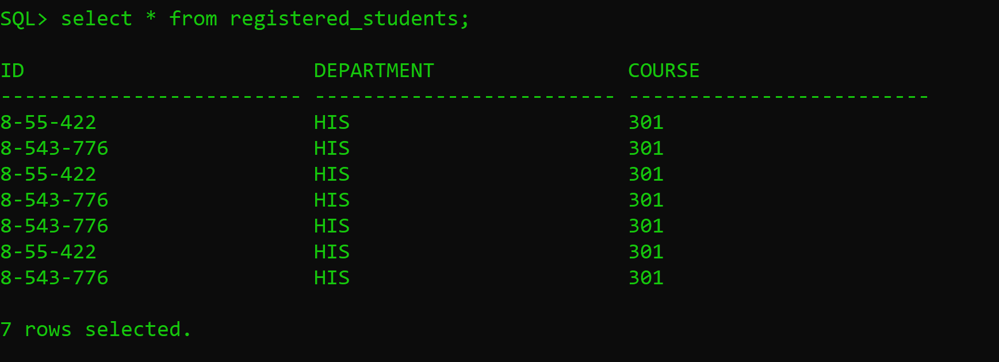 SQL> select * from registered_students;
ID DEPARTMENT COURSE
------------------------- ------------------------- -------------------------
8-55-422 HIS 301
8-543-776 HIS 301
8-55-422 HIS 301
8-543-776 HIS 301
8-543-776 HIS 301
8-55-422 HIS 301
8-543-776 HIS 301
7 rows selected.